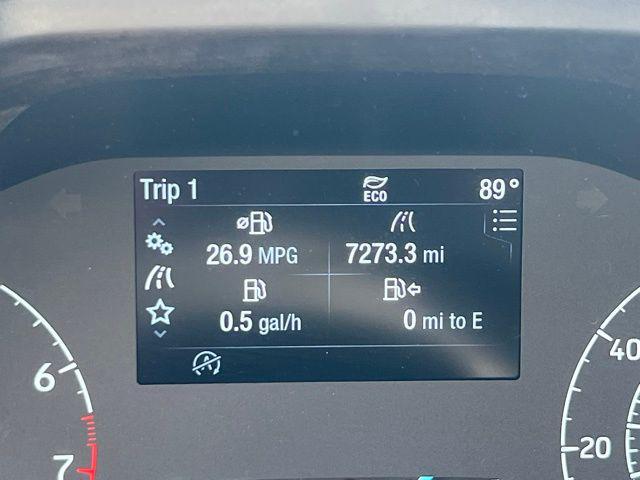 Trip 1 ECO 89°
26.9 MPG 7273.3 mi
0.5 gal/h 0 mi to E
A
6
7
40
20